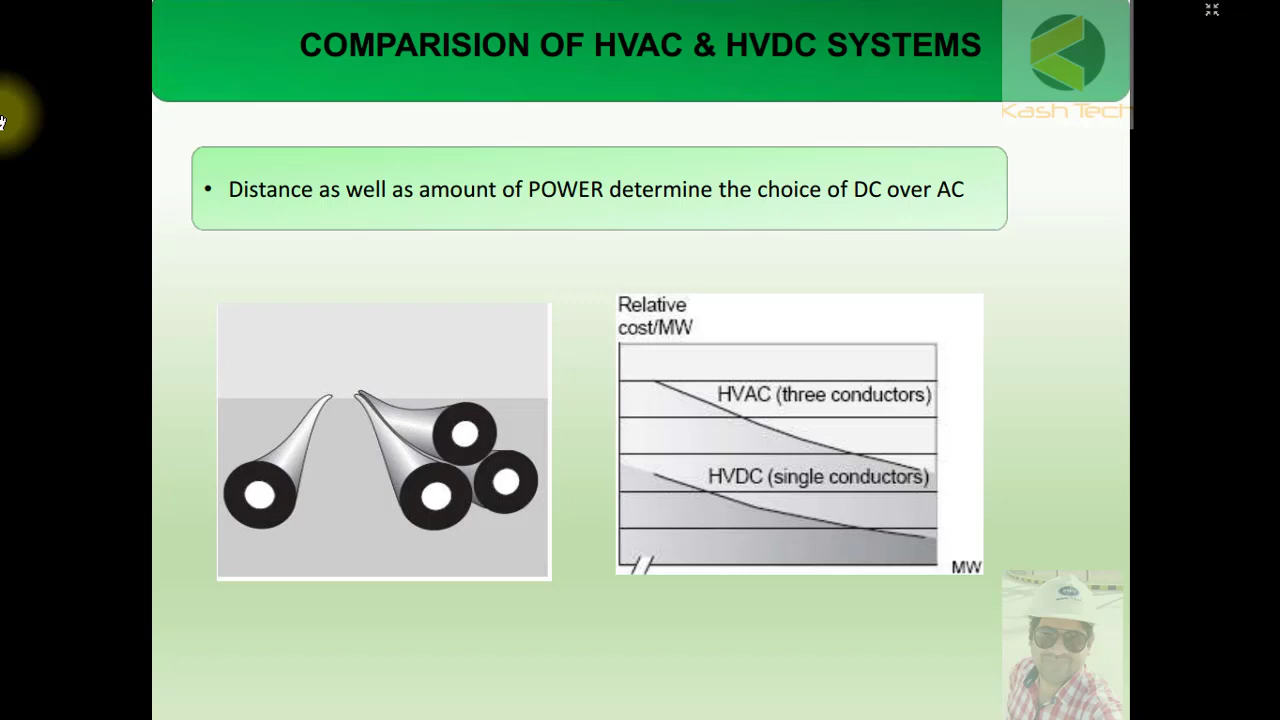 COMPARISION OF HVAC & HVDC SYSTEMS
Kash Tech
• Distance as well as amount of POWER determine the choice of DC over AC
Relative
cost/MW
HVAC (three conductors)
HVDC (single conductors)
MW